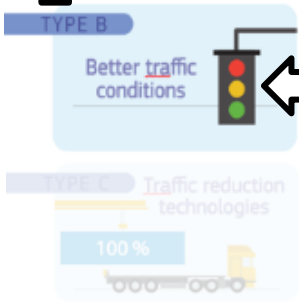 TYPE B
Better traffic
conditions
TYPE C
Traffic reduction
technologies
100 %